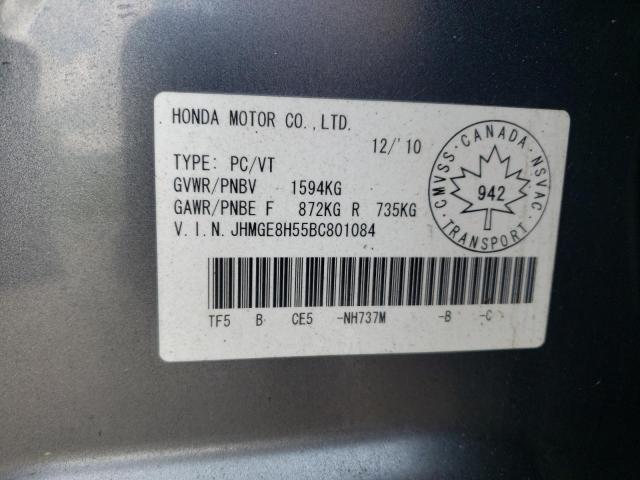 HONDA MOTOR CO.,LTD.
12/'10
TYPE: PC/VT
GVWR/PNBV 1594KG
GAWR/PNBE F 872KG R 735KG
V.I.N. JHMGE8H55BC801084
TF5 B CE5 -NH737M -B -C
CMVSS - CANADA - NSVAC
942
TRANSPORT